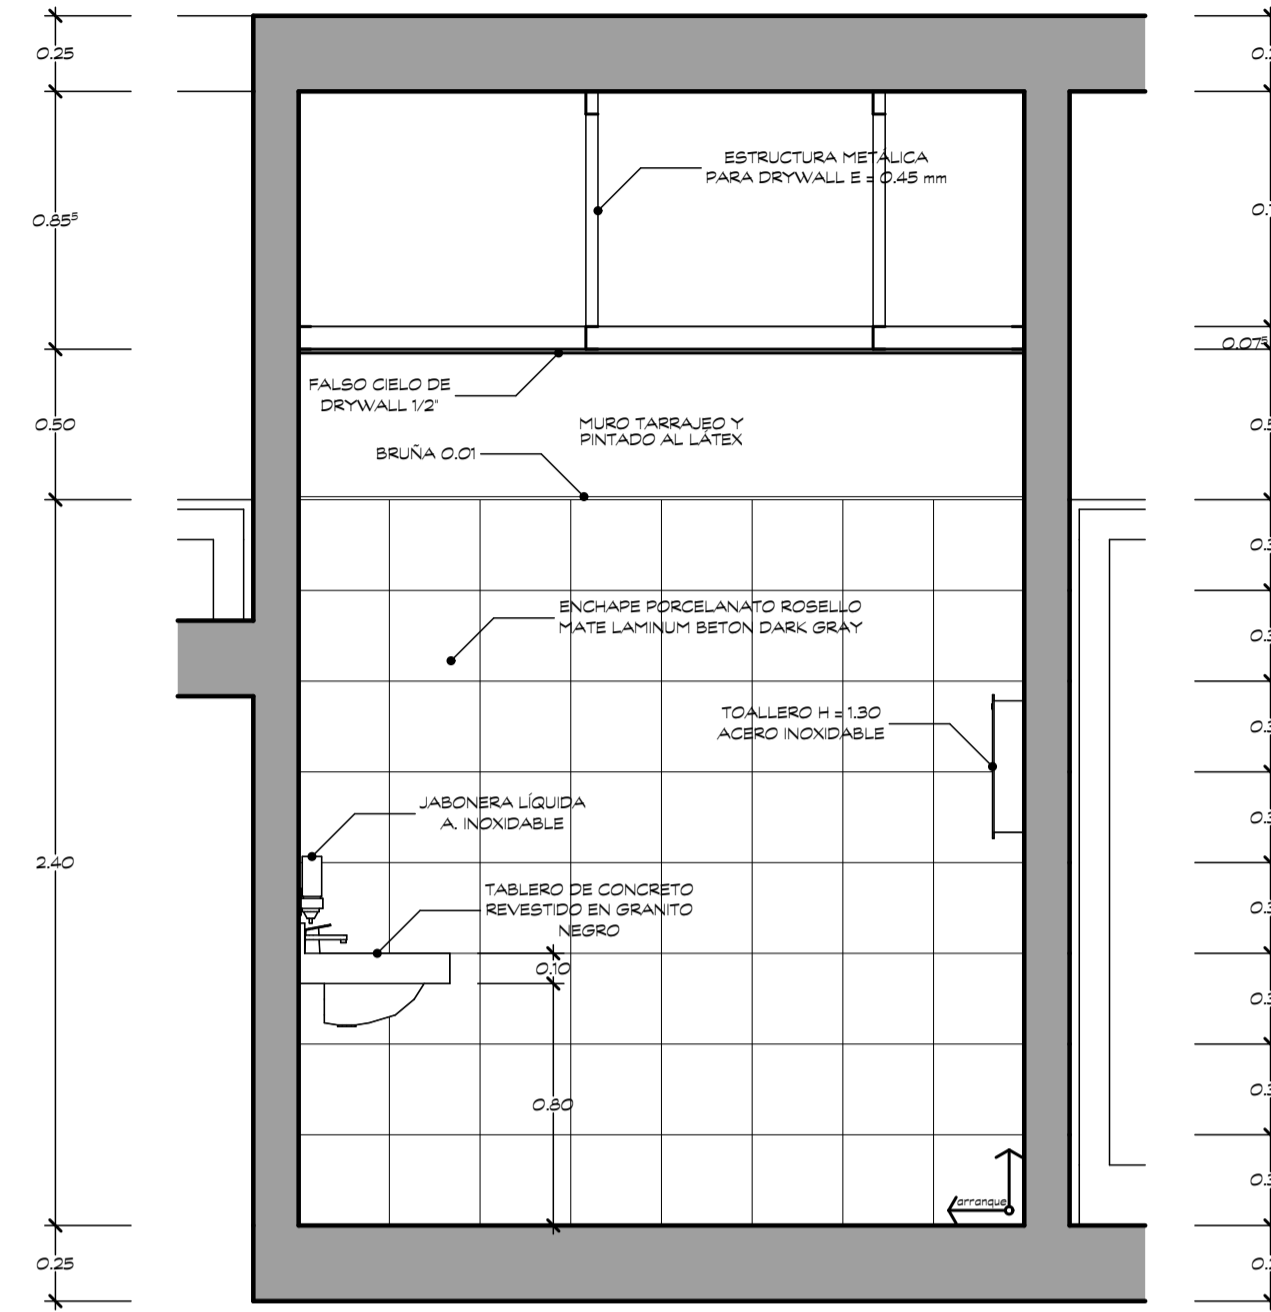 0.25
0.85⁵
0.50
2.40
0.25
ESTRUCTURA METÁLICA
PARA DRYWALL E = 0.45 mm
FALSO CIELO DE
DRYWALL 1/2"
MURO TARRAJEO Y
PINTADO AL LÁTEX
BRUÑA 0.01
ENCHAPE PORCELANATO ROSELLO
MATE LAMINUM BETON DARK GRAY
TOALLERO H = 1.30
ACERO INOXIDABLE
JABONERA LÍQUIDA
A. INOXIDABLE
TABLERO DE CONCRETO
REVESTIDO EN GRANITO
NEGRO
0.10
0.80
arranque
0.07⁵